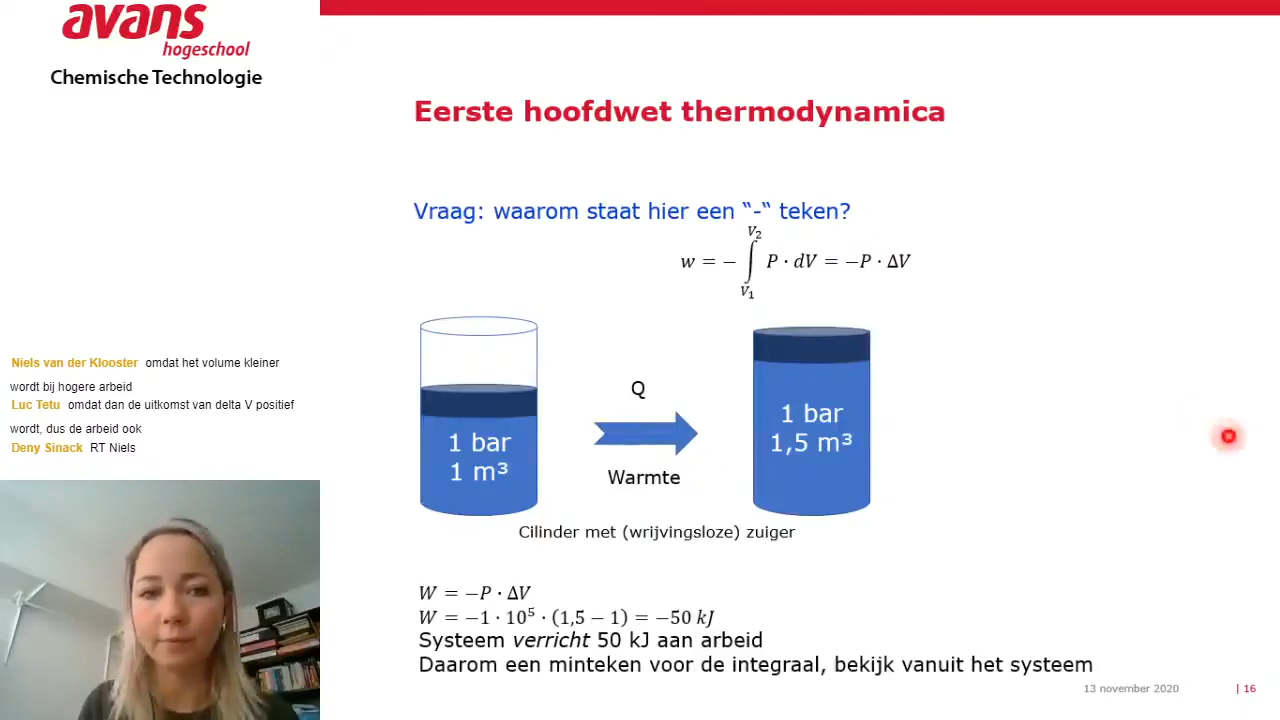 avans
hogeschool
Chemische Technologie
Eerste hoofdwet thermodynamica
Vraag: waarom staat hier een “-“ teken?
w = − ∫_{V₁}^{V₂} P · dV = −P · ΔV
Niels van der Klooster omdat het volume kleiner
wordt bij hogere arbeid
Luc Tetu omdat dan de uitkomst van delta V positief
wordt, dus de arbeid ook
Deny Sinack RT Niels
1 bar
1 m³
Q
Warmte
1 bar
1,5 m³
Cilinder met (wrijvingsloze) zuiger
W = −P · ΔV
W = −1 · 10⁵ · (1,5 − 1) = −50 kJ
Systeem verricht 50 kJ aan arbeid
Daarom een minteken voor de integraal, bekijk vanuit het systeem
13 november 2020 | 16